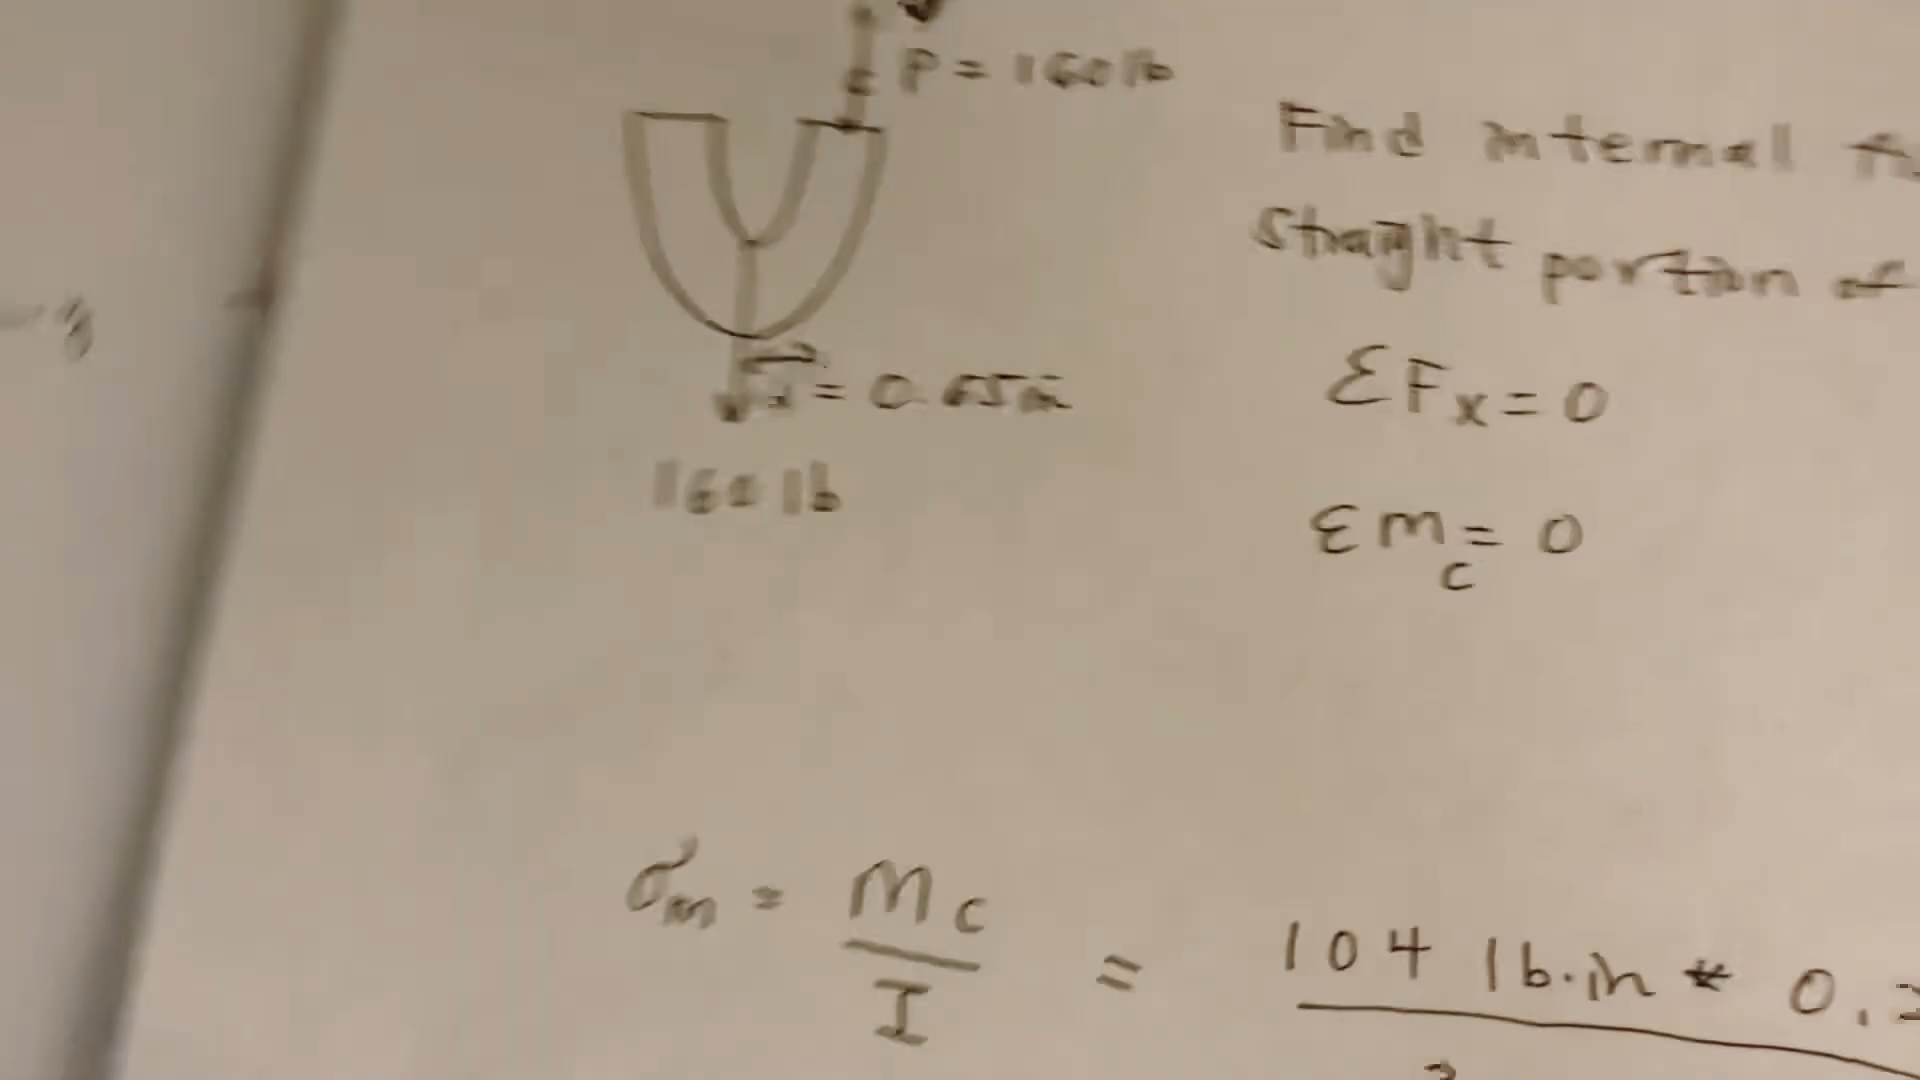 P = 160 lb
Find internal
straight portion of
ΣFx = 0
x = 0.65 in
160 lb
ΣMc = 0
σm = Mc / I = 104 lb·in * 0.